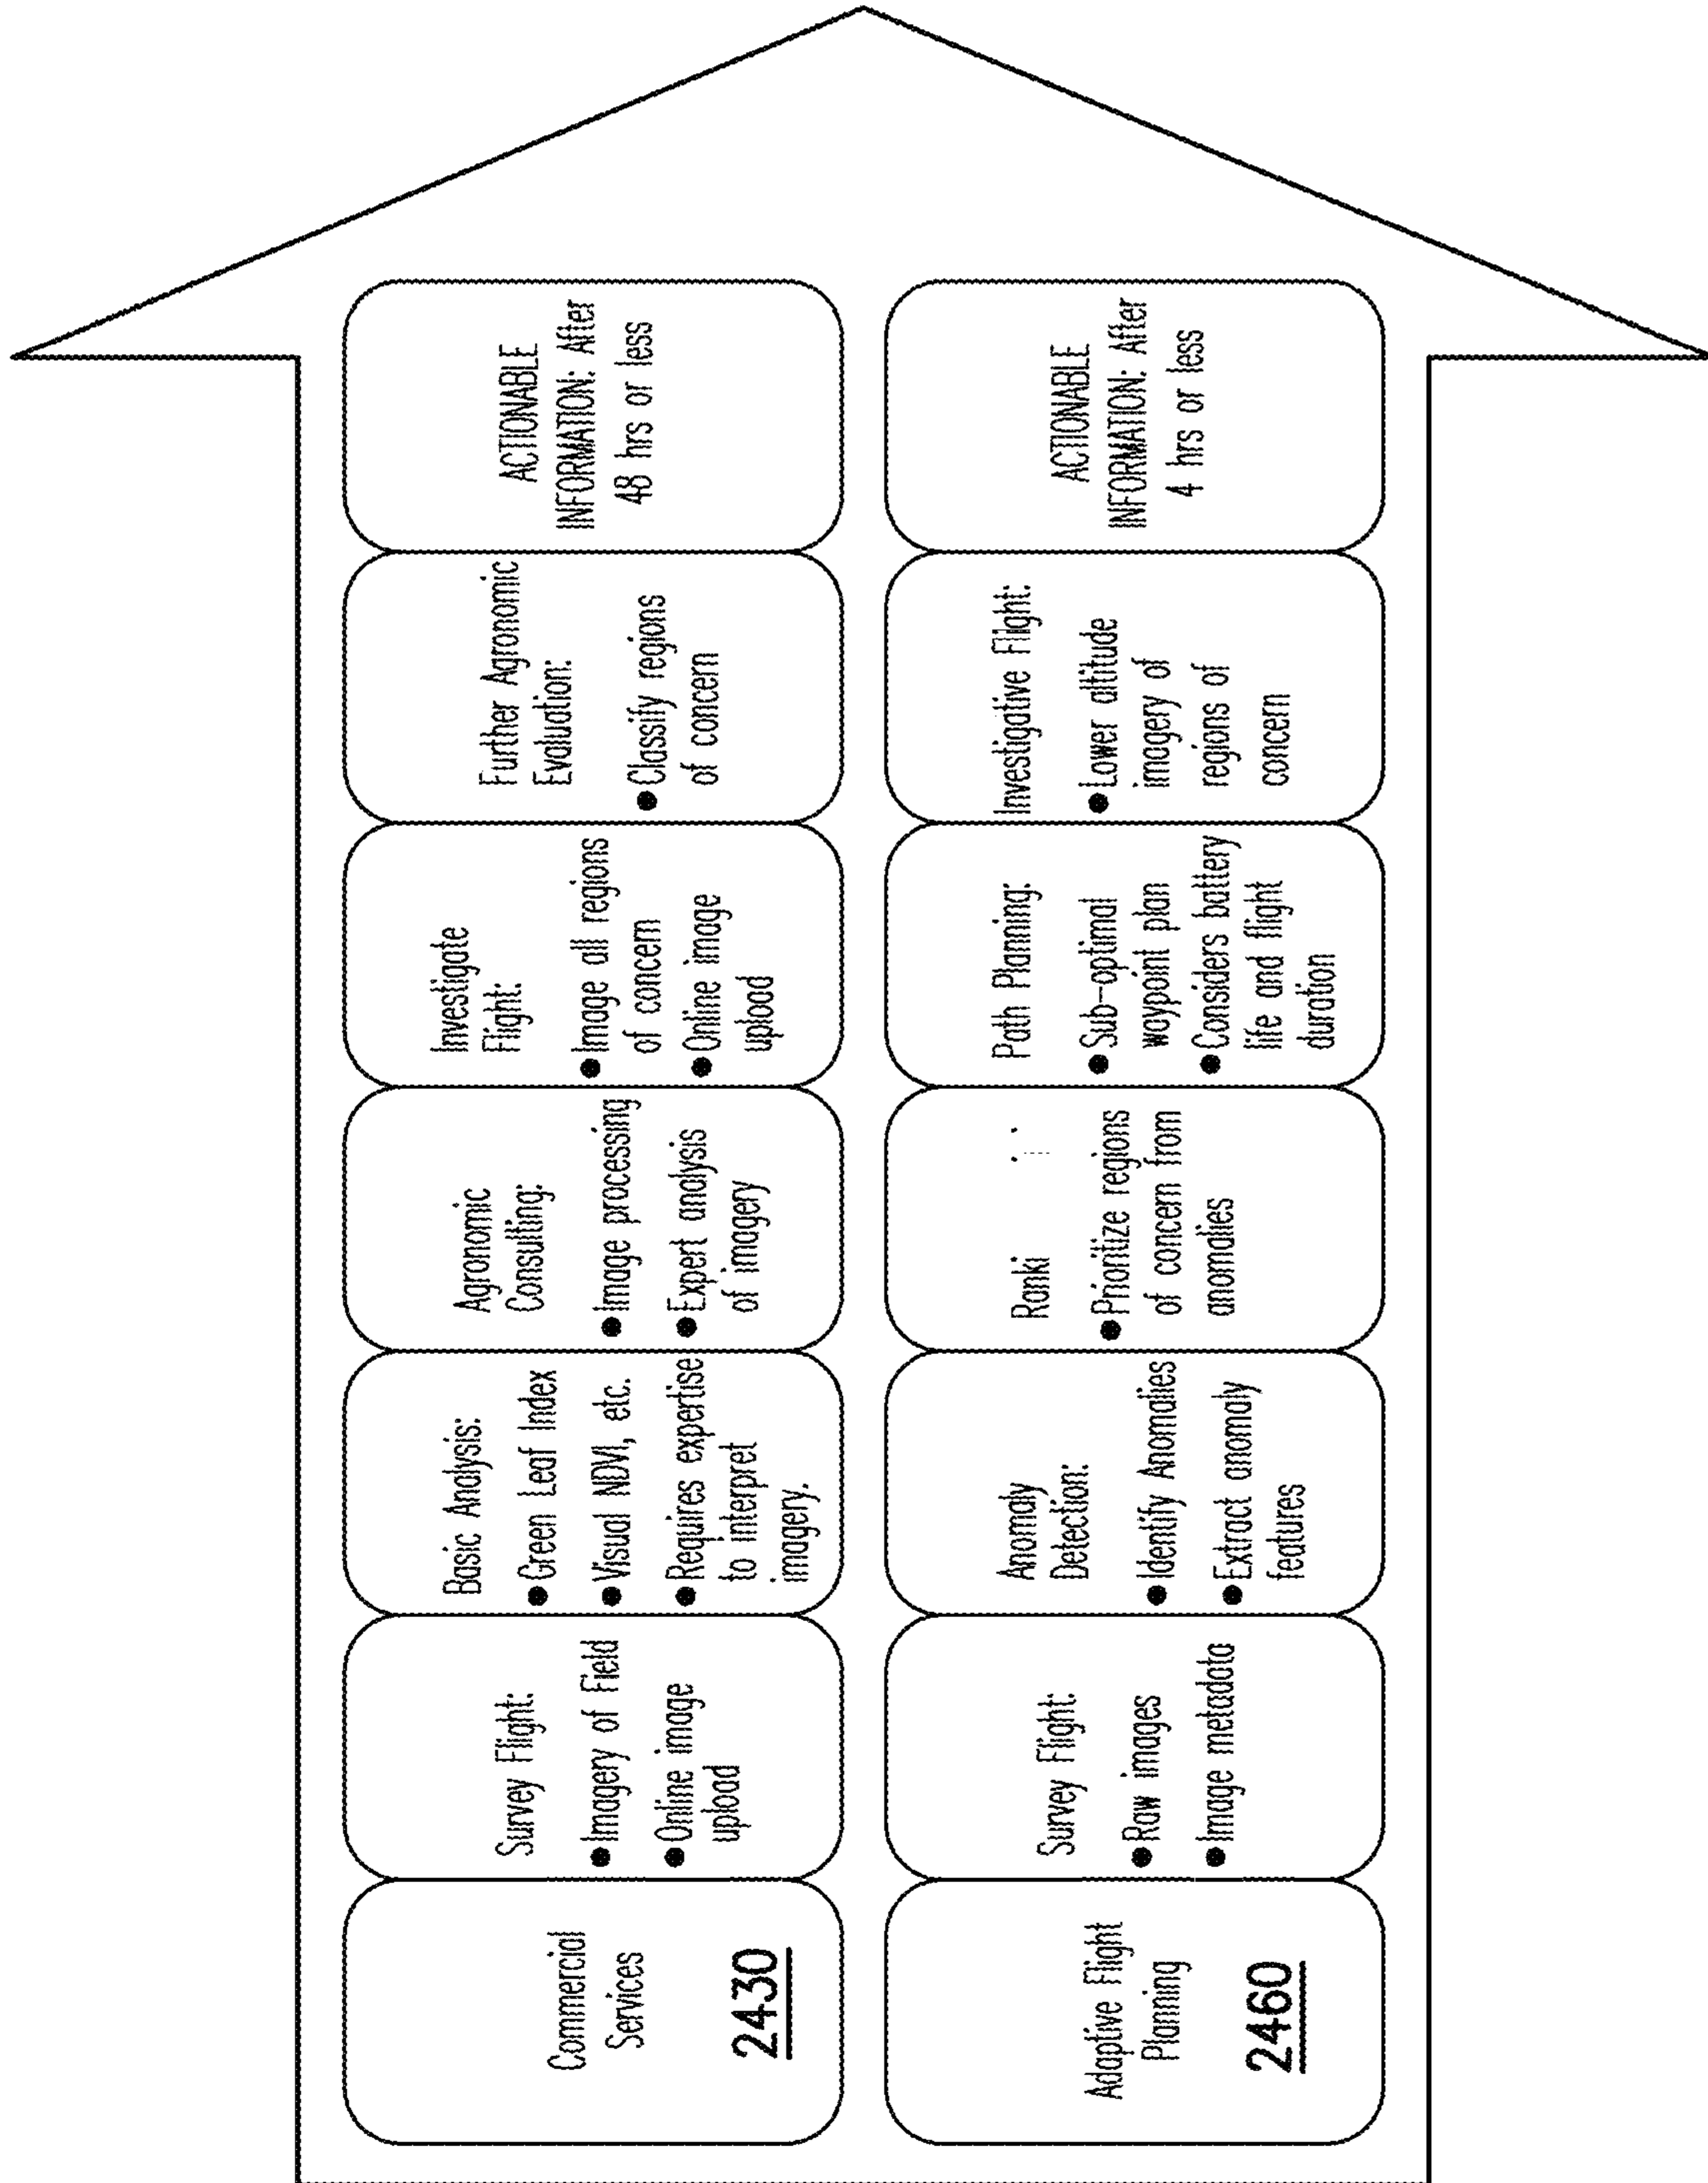 Commercial
Services
2430
Survey Flight:
● Imagery of Field
● Online image
upload
Basic Analysis:
● Green Leaf Index
● Visual NDVI, etc.
● Requires expertise
to interpret
imagery.
Agronomic
Consulting:
● Image processing
● Expert analysis
of imagery
Investigate
Flight:
● Image all regions
of concern
● Online image
upload
Further Agronomic
Evaluation:
● Classify regions
of concern
ACTIONABLE
INFORMATION: After
48 hrs or less
Adaptive Flight
Planning
2460
Survey Flight:
● Raw images
● Image metadata
Anomaly
Detection:
● Identify Anomalies
● Extract anomaly
features
Ranki
● Prioritize regions
of concern from
anomalies
Path Planning:
● Sub-optimal
waypoint plan
● Considers battery
life and flight
duration
Investigative Flight:
● Lower altitude
imagery of
regions of
concern
ACTIONABLE
INFORMATION: After
4 hrs or less